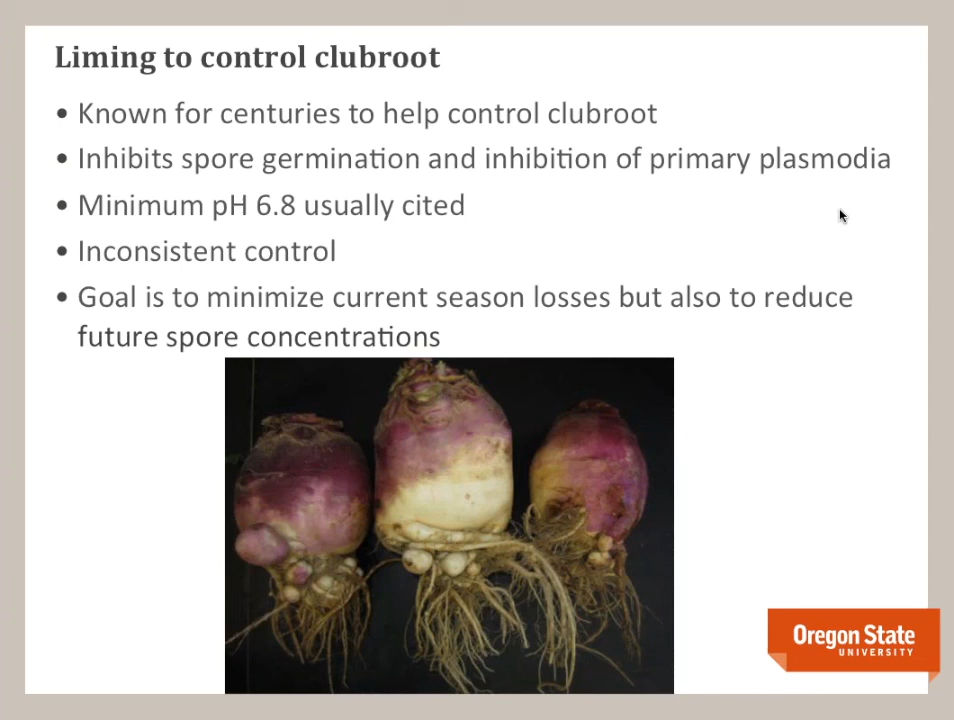 Liming to control clubroot
• Known for centuries to help control clubroot
• Inhibits spore germination and inhibition of primary plasmodia
• Minimum pH 6.8 usually cited
• Inconsistent control
• Goal is to minimize current season losses but also to reduce
future spore concentrations
Oregon State
UNIVERSITY